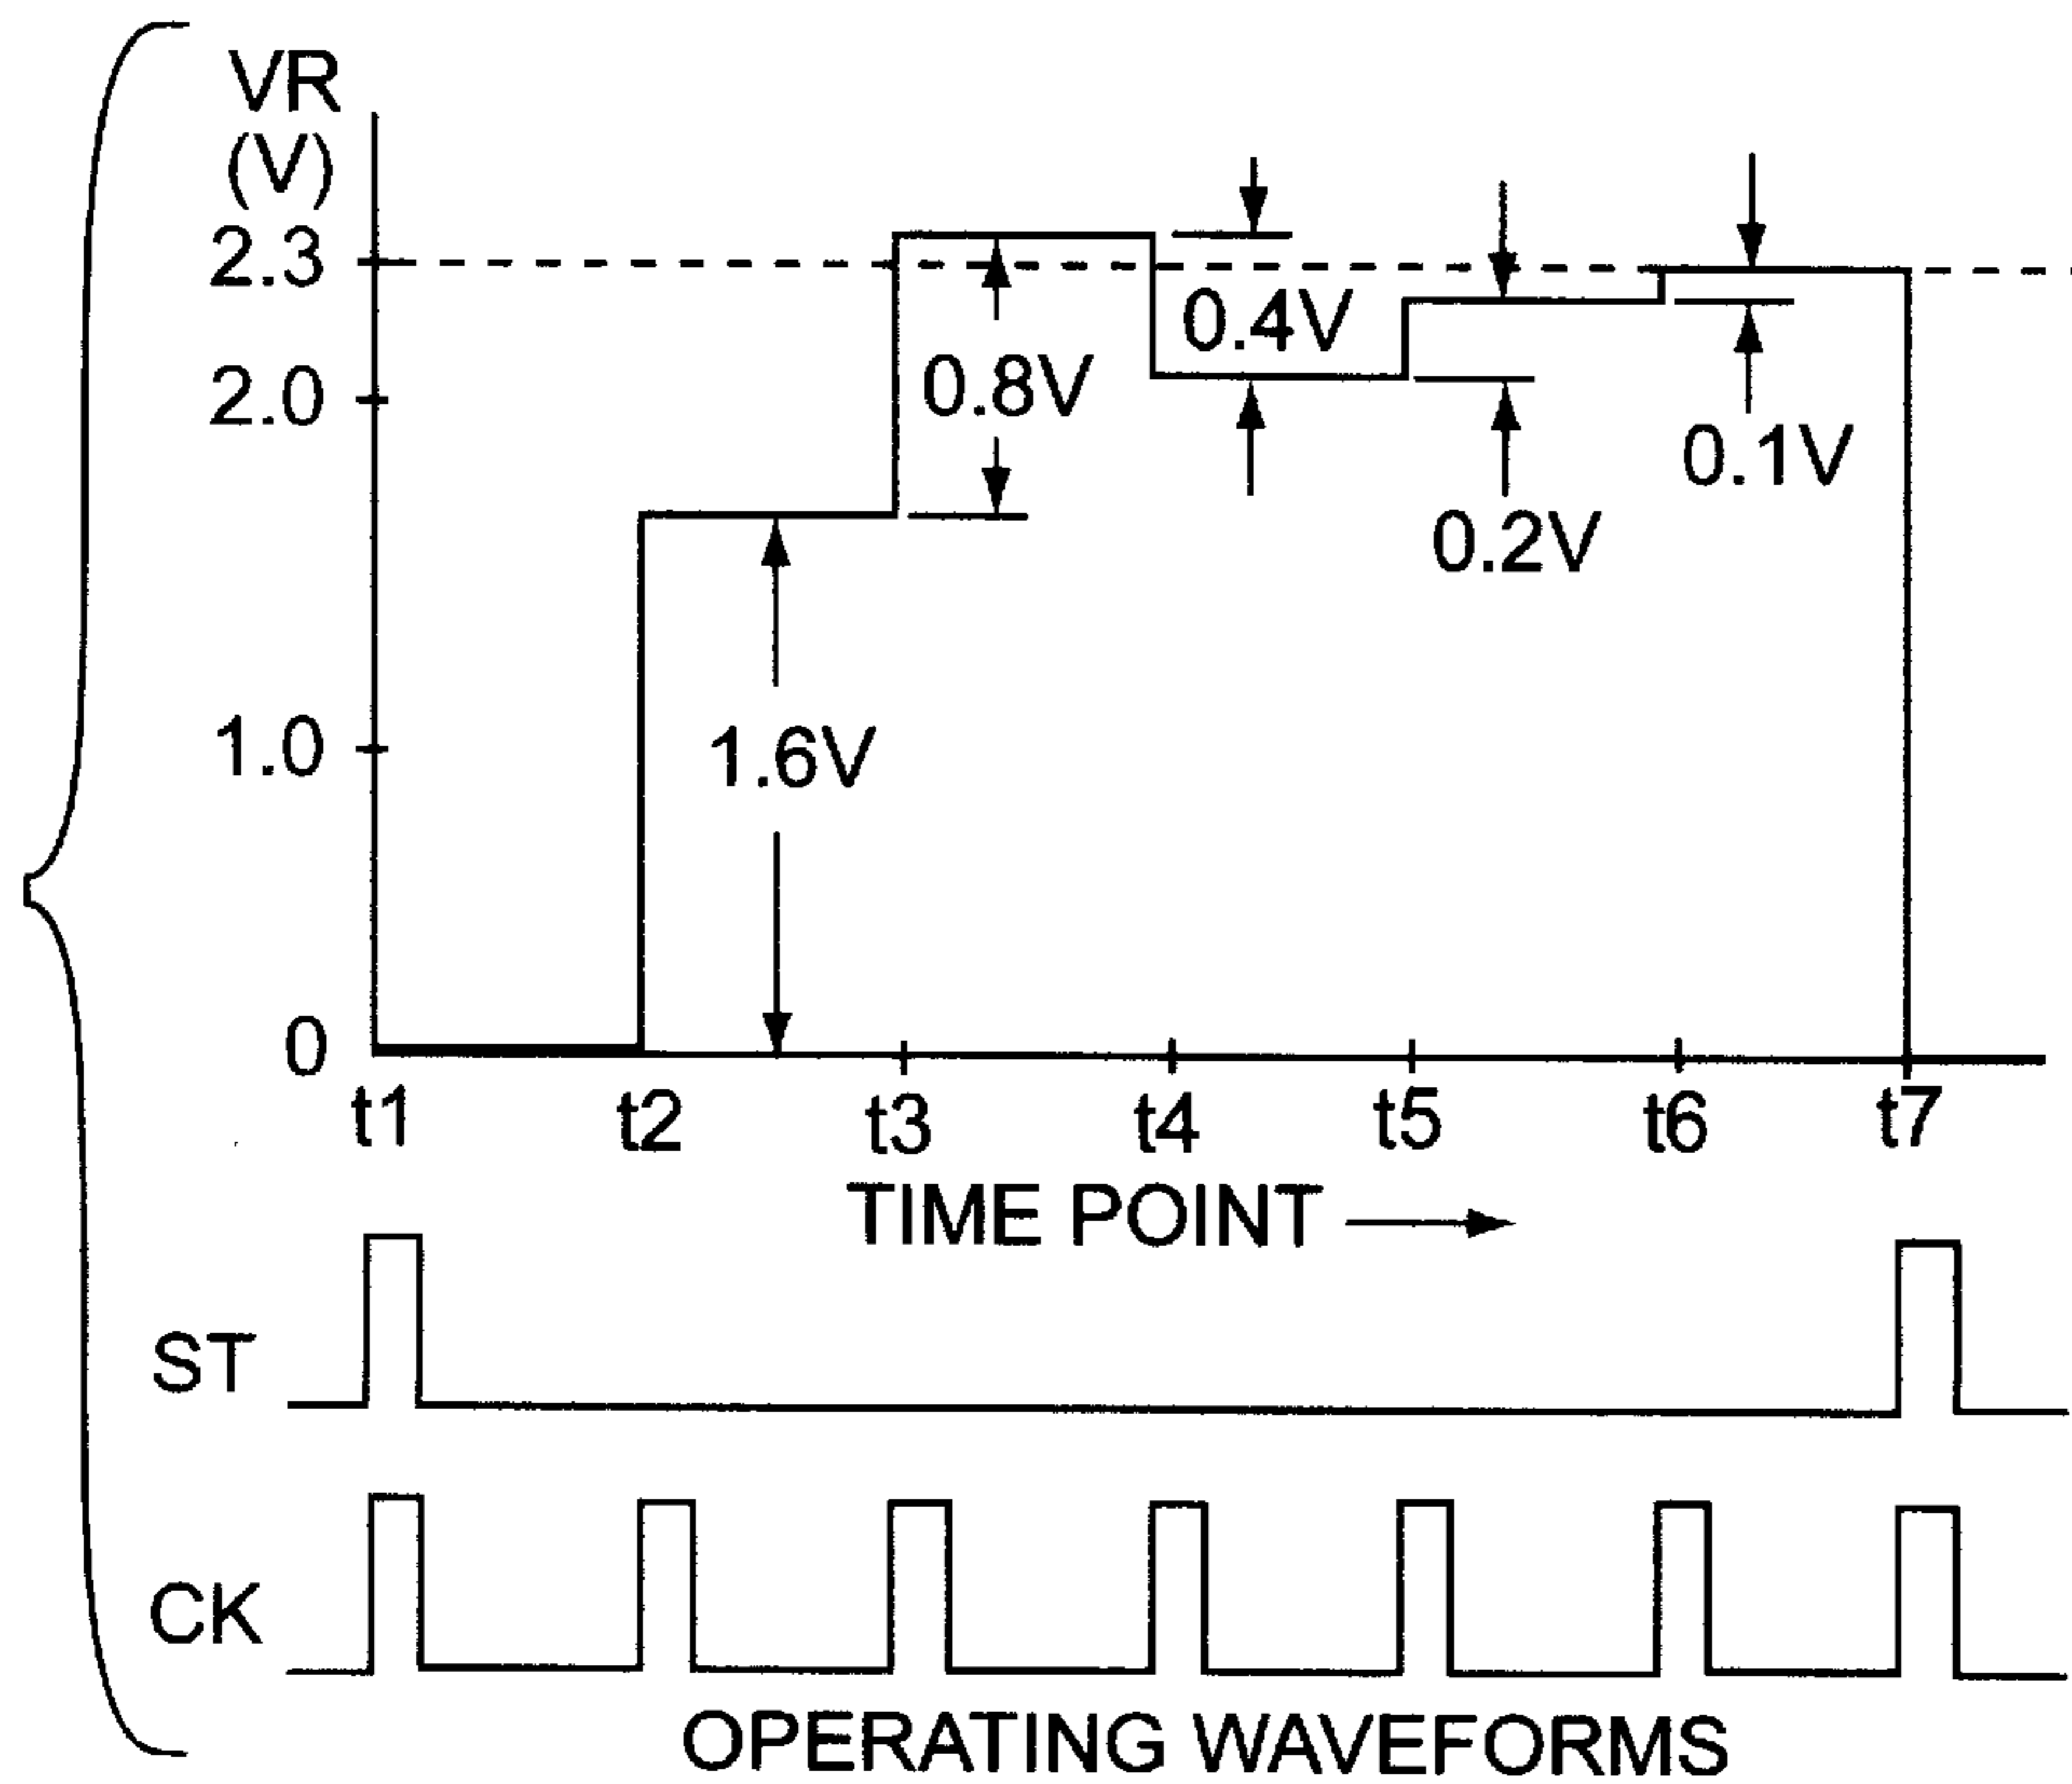 VR
(V)
2.3
2.0
1.0
0
0.4V
0.8V
0.1V
0.2V
1.6V
t1 t2 t3 t4 t5 t6 t7
TIME POINT
ST
CK
OPERATING WAVEFORMS